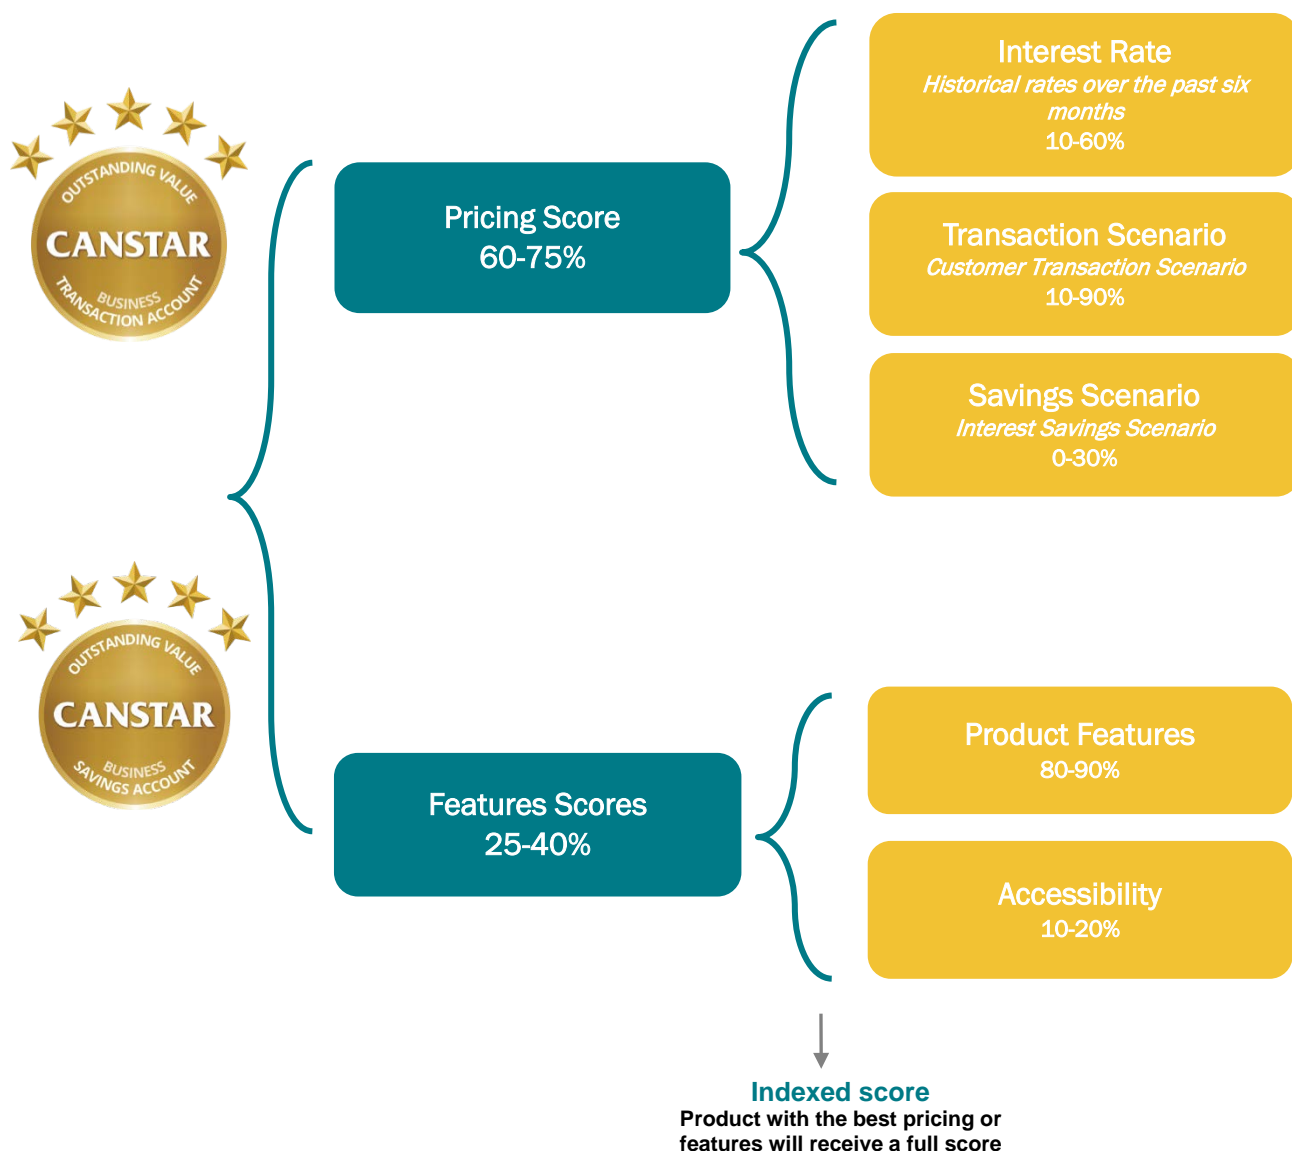 OUTSTANDING VALUE
CANSTAR
BUSINESS
TRANSACTION ACCOUNT
OUTSTANDING VALUE
CANSTAR
BUSINESS
SAVINGS ACCOUNT
Pricing Score
60-75%
Interest Rate
Historical rates over the past six
months
10-60%
Transaction Scenario
Customer Transaction Scenario
10-90%
Savings Scenario
Interest Savings Scenario
0-30%
Features Scores
25-40%
Product Features
80-90%
Accessibility
10-20%
Indexed score
Product with the best pricing or
features will receive a full score